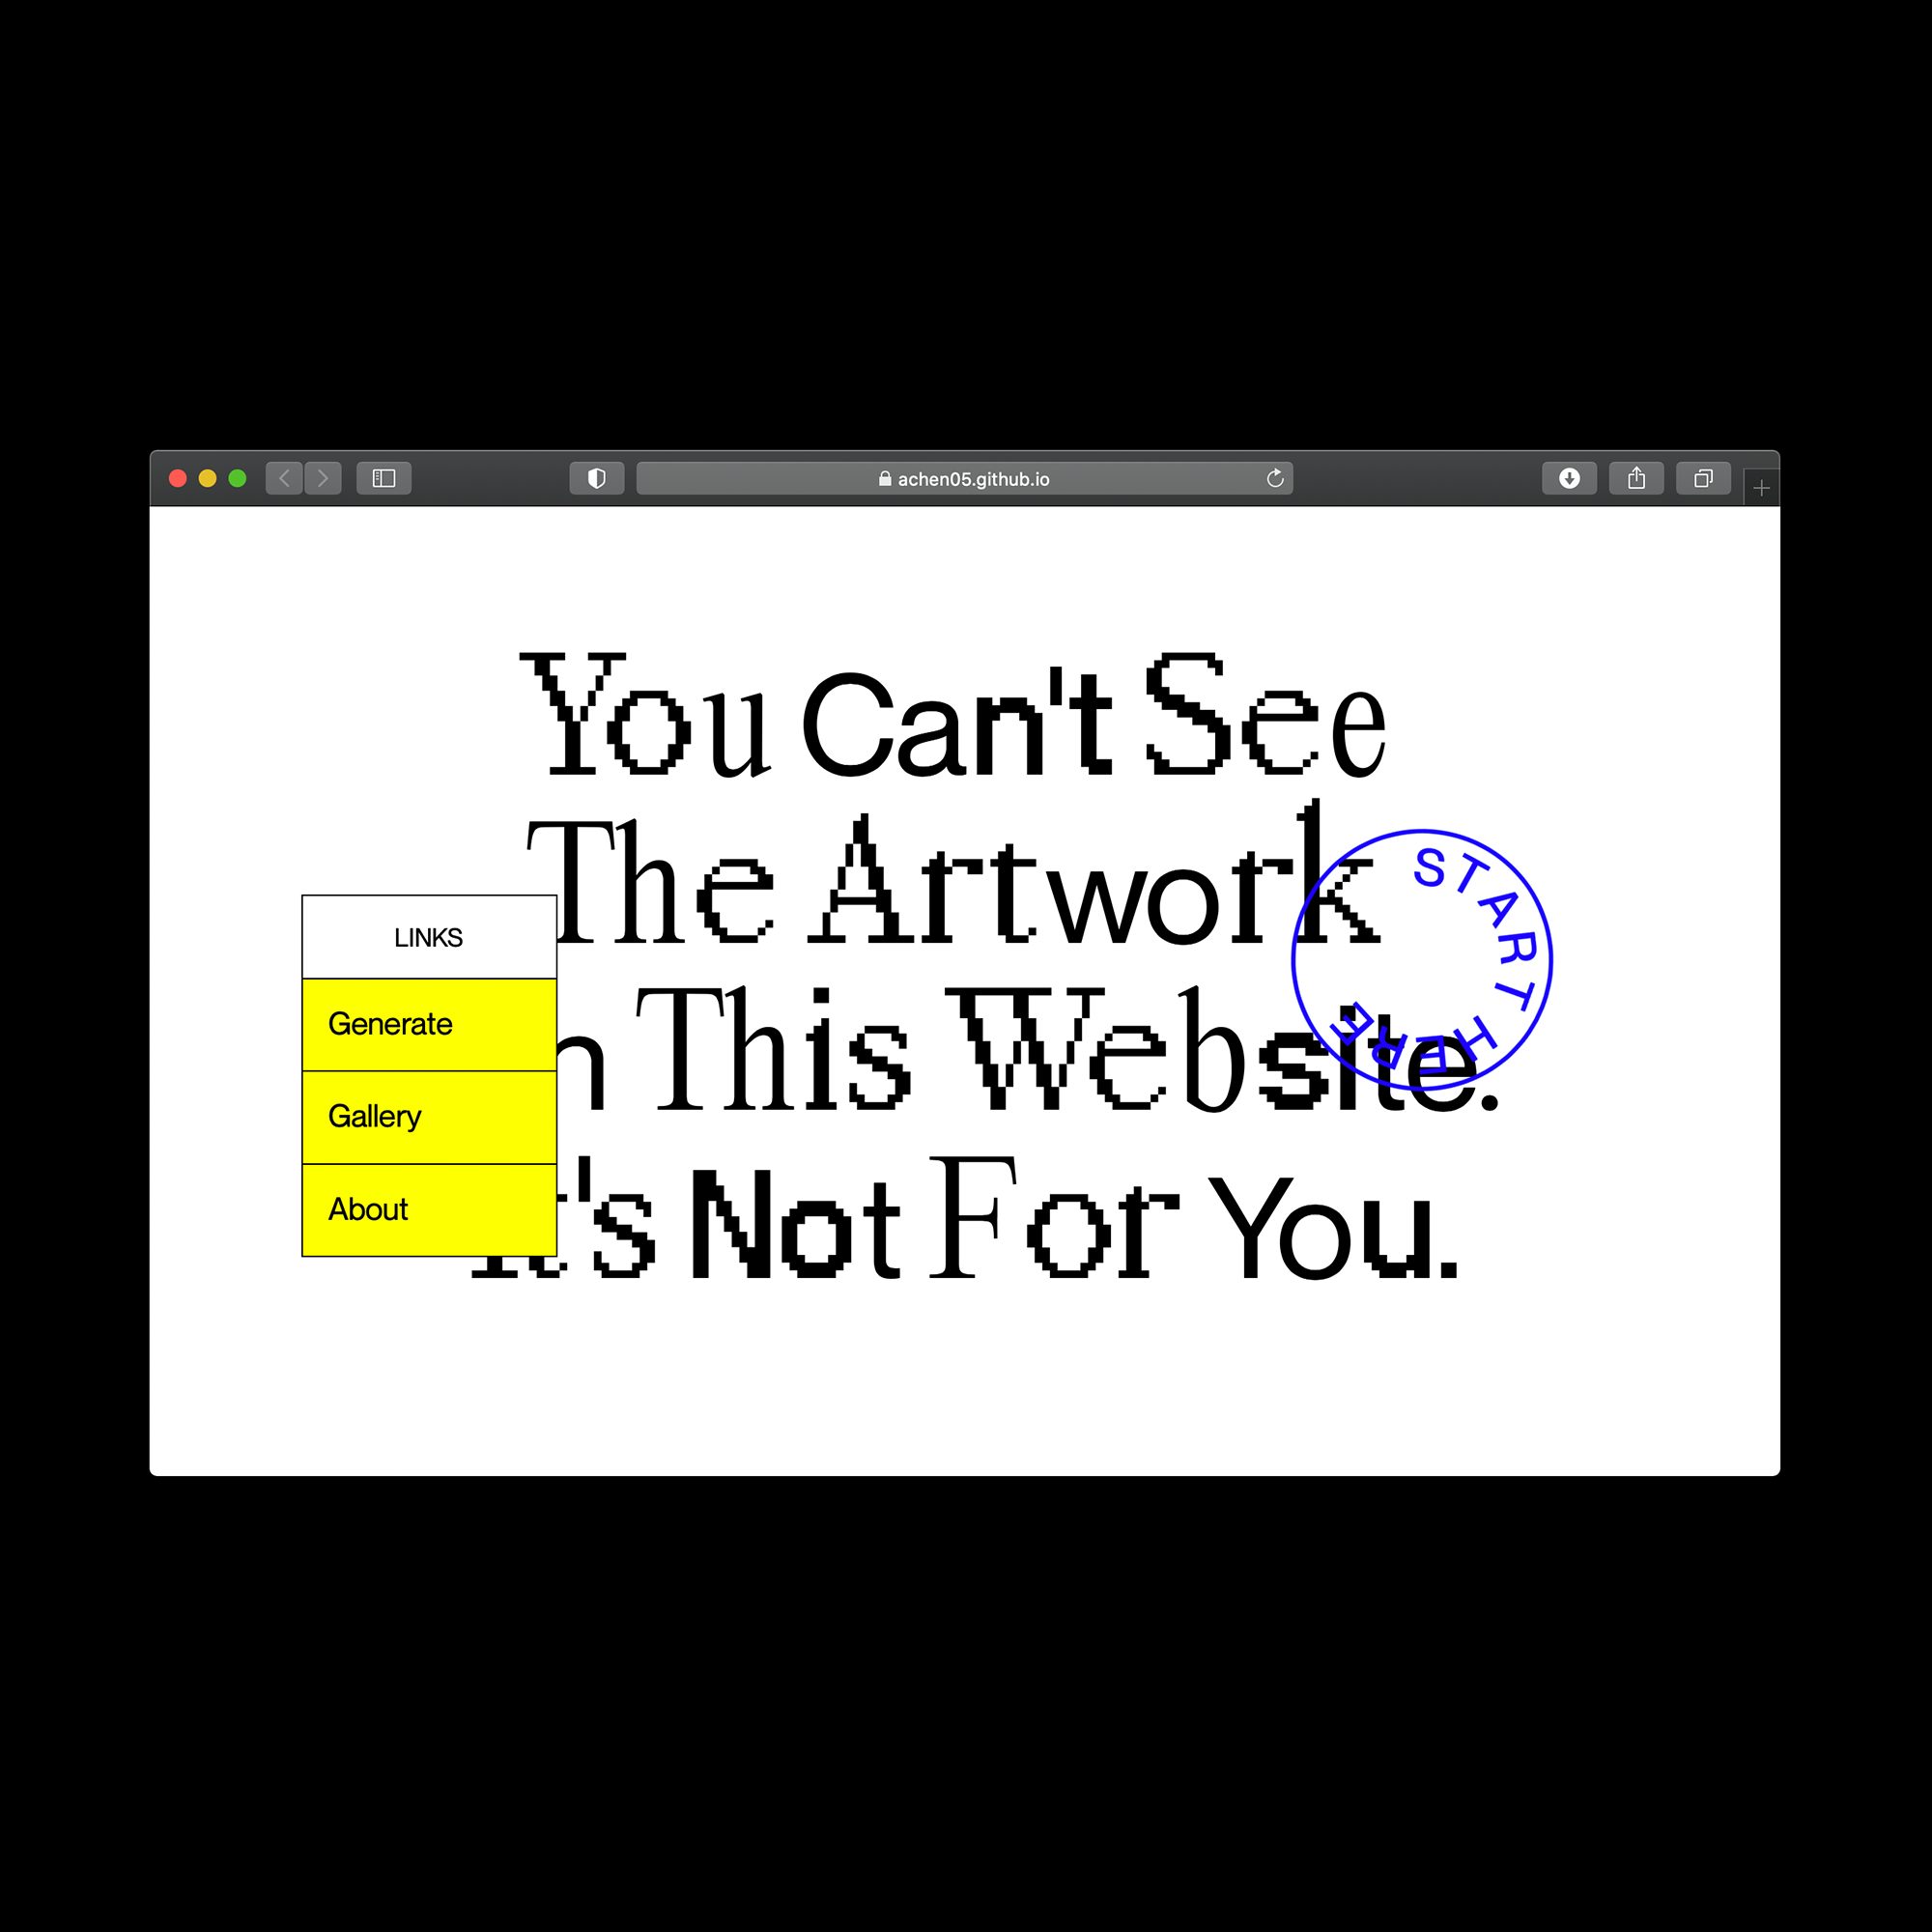 achen05.github.io
You Can't See
The Artwork
n This Website.
It's Not For You.
LINKS
Generate
Gallery
About
START HERE